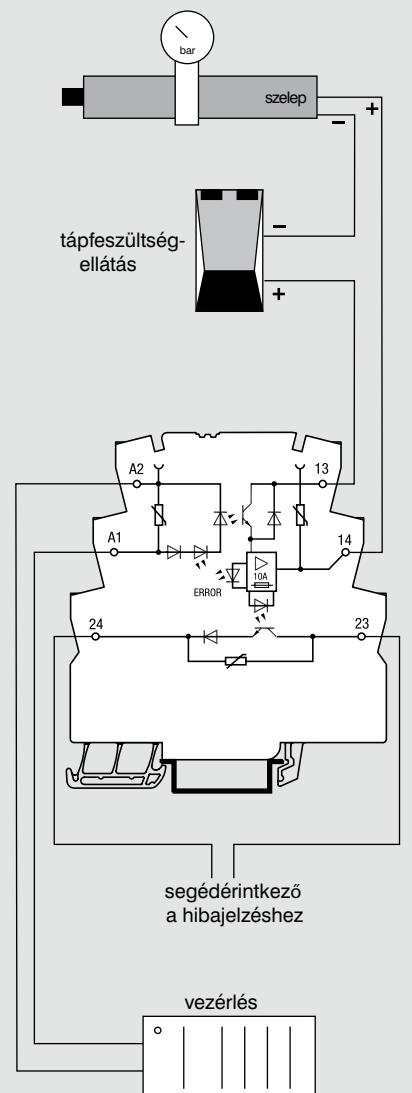 bar
szelep
+
–
tápfeszültség-
ellátás
–
+
A2
13
A1
14
10A
ERROR
24
23
segédérintkező
a hibajelzéshez
vezérlés